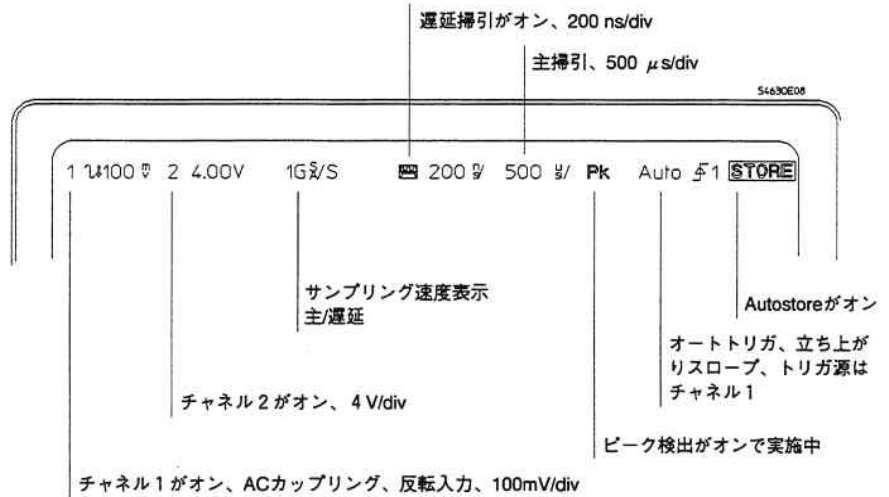 遅延掃引がオン、200 ns/div
主掃引、500 μs/div
54630E08
1 100 mV 2 4.00V 1G Sa/S 200 ns/ 500 μs/ Pk Auto 1 STORE
サンプリング速度表示
主/遅延
Autostoreがオン
オートトリガ、立ち上が
りスロープ、トリガ源は
チャネル1
チャネル2がオン、4 V/div
ピーク検出がオンで実施中
チャネル1がオン、ACカップリング、反転入力、100mV/div